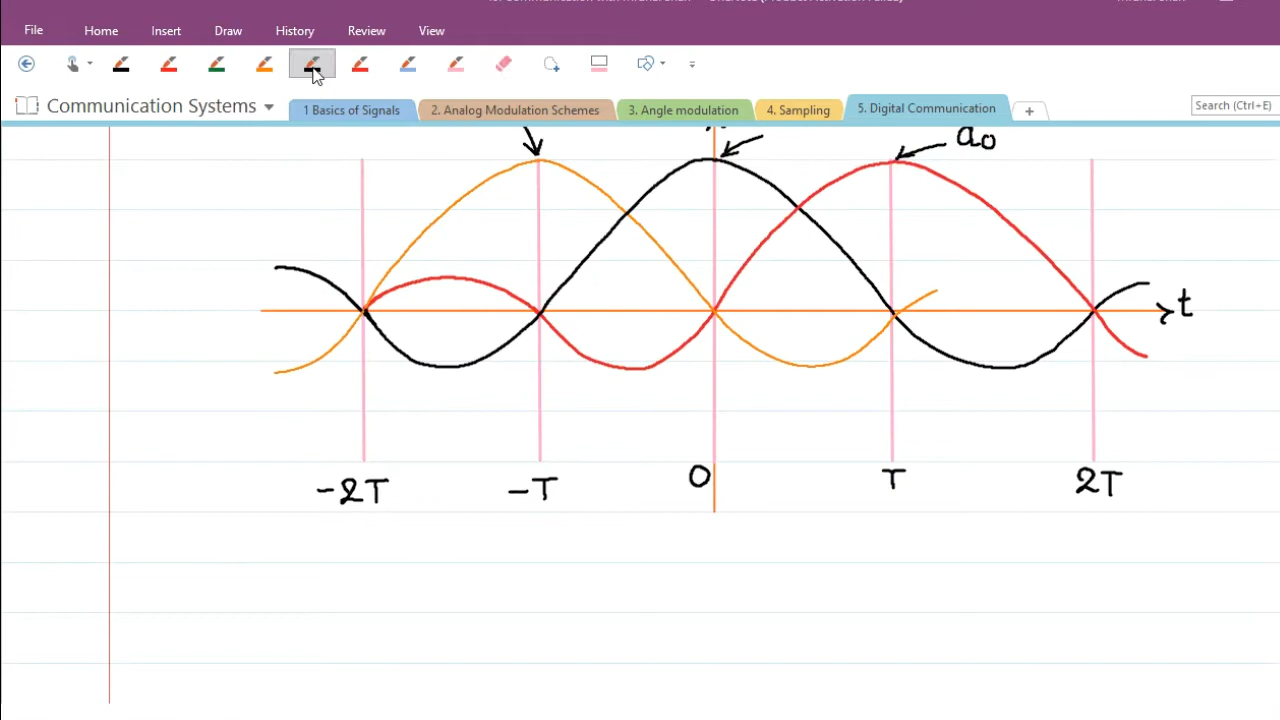 File Home Insert Draw History Review View
Communication Systems 1 Basics of Signals 2. Analog Modulation Schemes 3. Angle modulation 4. Sampling 5. Digital Communication + Search (Ctrl+E)
a0
t
-2T -T 0 T 2T